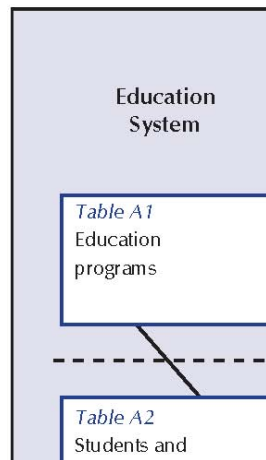 Education
System
Table A1
Education
programs
Table A2
Students and